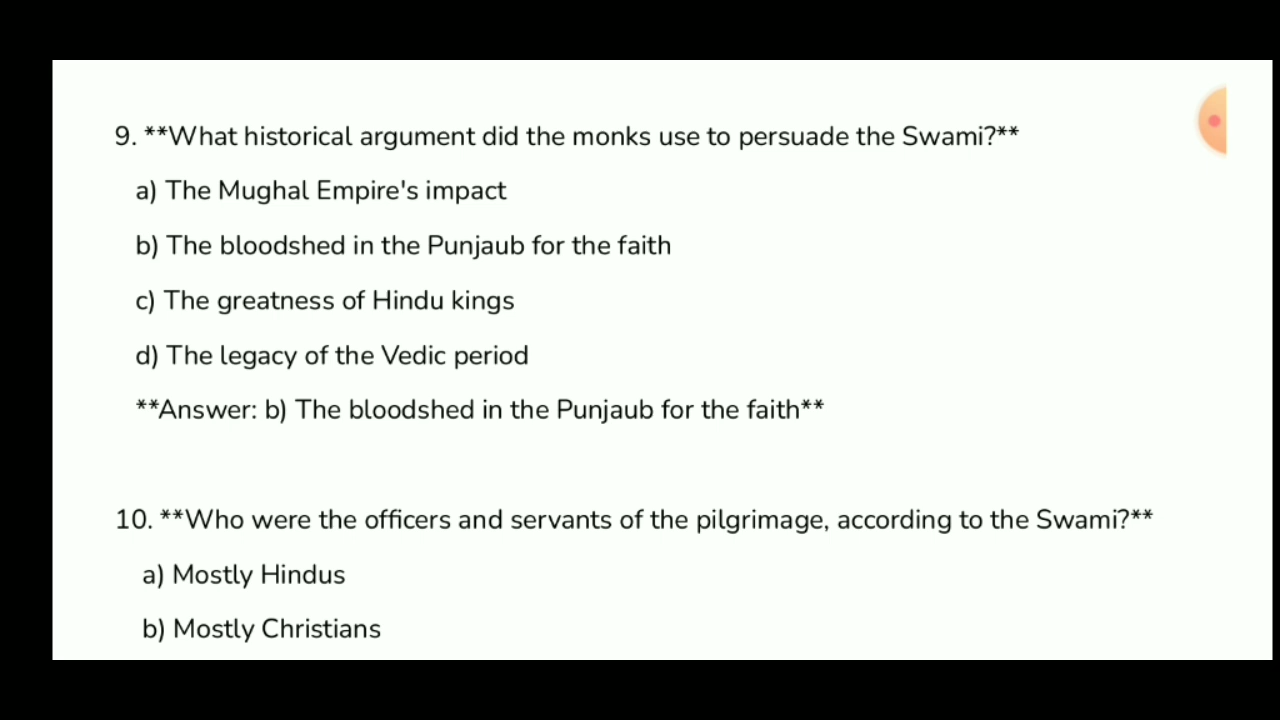 9. **What historical argument did the monks use to persuade the Swami?**
a) The Mughal Empire's impact
b) The bloodshed in the Punjaub for the faith
c) The greatness of Hindu kings
d) The legacy of the Vedic period
**Answer: b) The bloodshed in the Punjaub for the faith**
10. **Who were the officers and servants of the pilgrimage, according to the Swami?**
a) Mostly Hindus
b) Mostly Christians